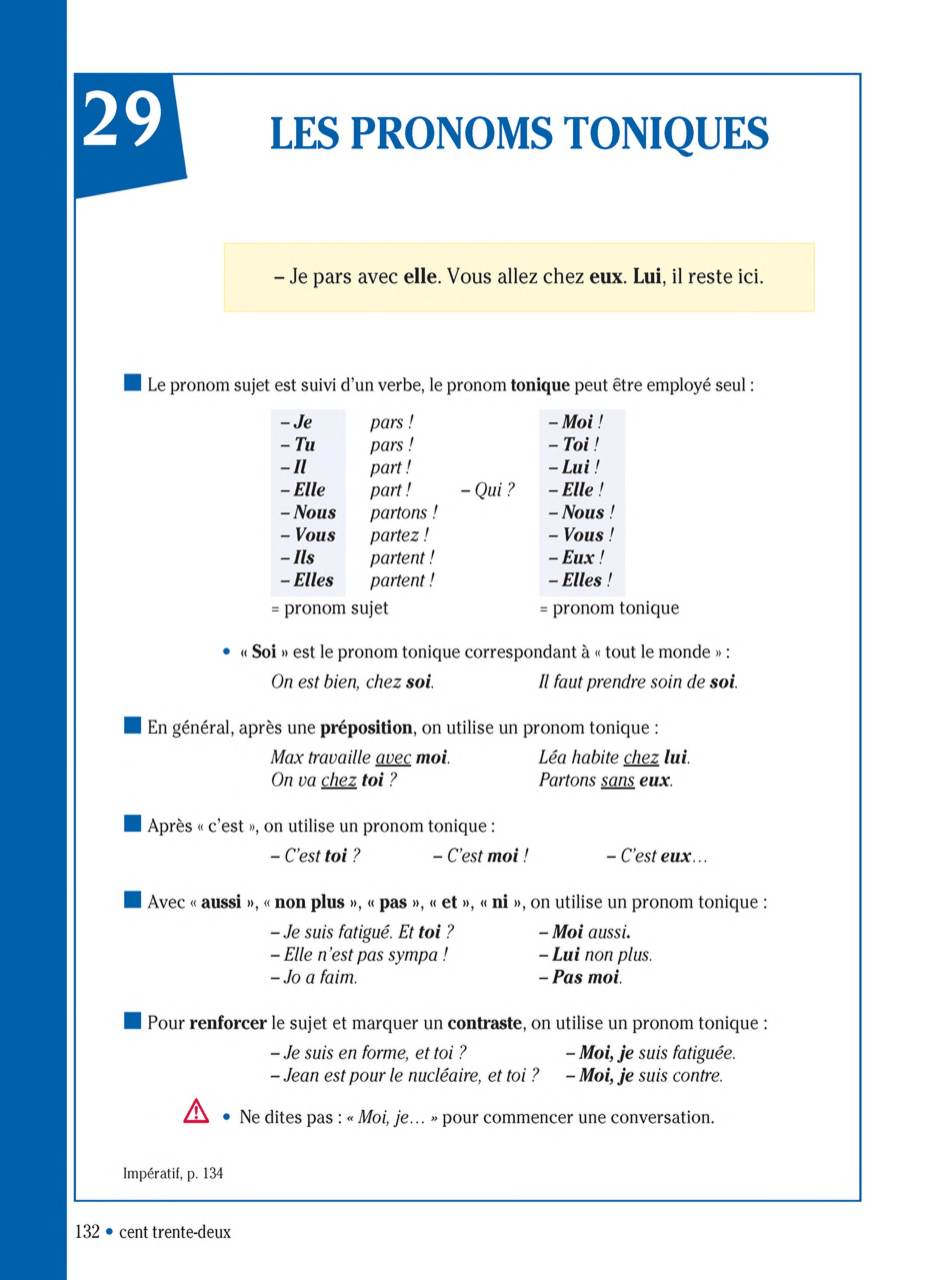 29
LES PRONOMS TONIQUES
– Je pars avec elle. Vous allez chez eux. Lui, il reste ici.
Le pronom sujet est suivi d’un verbe, le pronom tonique peut être employé seul :
– Je pars ! – Moi !
– Tu pars ! – Toi !
– Il part ! – Lui !
– Elle part ! – Qui ? – Elle !
– Nous partons ! – Nous !
– Vous partez ! – Vous !
– Ils partent ! – Eux !
– Elles partent ! – Elles !
= pronom sujet = pronom tonique
• « Soi » est le pronom tonique correspondant à « tout le monde » :
On est bien, chez soi. Il faut prendre soin de soi.
En général, après une préposition, on utilise un pronom tonique :
Max travaille avec moi. Léa habite chez lui.
On va chez toi ? Partons sans eux.
Après « c’est », on utilise un pronom tonique :
– C’est toi ? – C’est moi ! – C’est eux…
Avec « aussi », « non plus », « pas », « et », « ni », on utilise un pronom tonique :
– Je suis fatigué. Et toi ? – Moi aussi.
– Elle n’est pas sympa ! – Lui non plus.
– Jo a faim. – Pas moi.
Pour renforcer le sujet et marquer un contraste, on utilise un pronom tonique :
– Je suis en forme, et toi ? – Moi, je suis fatiguée.
– Jean est pour le nucléaire, et toi ? – Moi, je suis contre.
• Ne dites pas : « Moi, je… » pour commencer une conversation.
Impératif, p. 134
132 • cent trente-deux